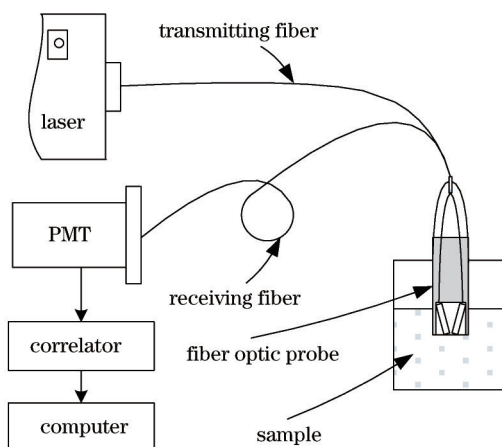 transmitting fiber
laser
PMT
receiving fiber
correlator
fiber optic probe
computer
sample